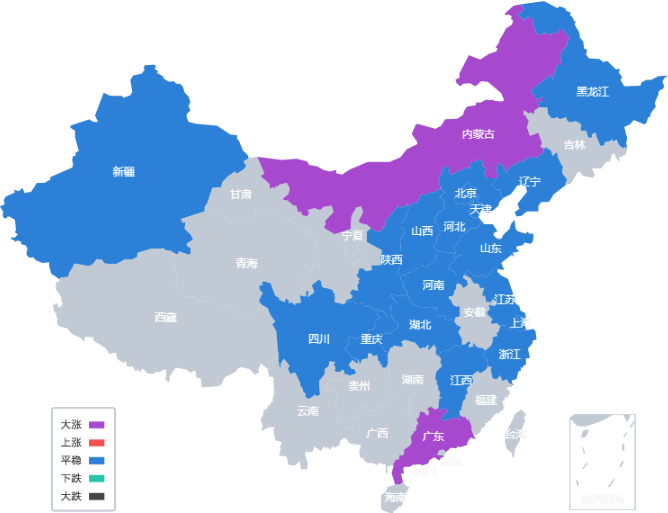 黑龙江
内蒙古
吉林
新疆
辽宁
北京
甘肃
天津
河北
山西
宁夏
山东
陕西
青海
河南
江苏
安徽
西藏
上海
湖北
四川
重庆
浙江
湖南
江西
贵州
福建
云南
广西
广东
台湾
海南
大涨
上涨
平稳
下跌
大跌